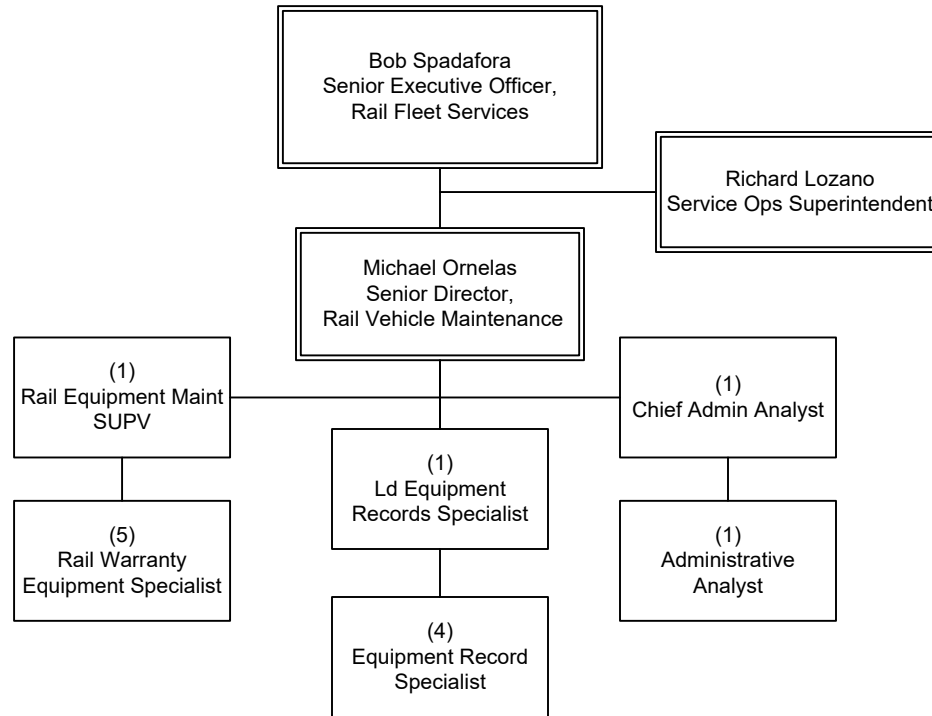 Bob Spadafora
Senior Executive Officer,
Rail Fleet Services
Richard Lozano
Service Ops Superintendent
Michael Ornelas
Senior Director,
Rail Vehicle Maintenance
(1)
Rail Equipment Maint
SUPV
(1)
Chief Admin Analyst
(1)
Ld Equipment
Records Specialist
(5)
Rail Warranty
Equipment Specialist
(1)
Administrative
Analyst
(4)
Equipment Record
Specialist